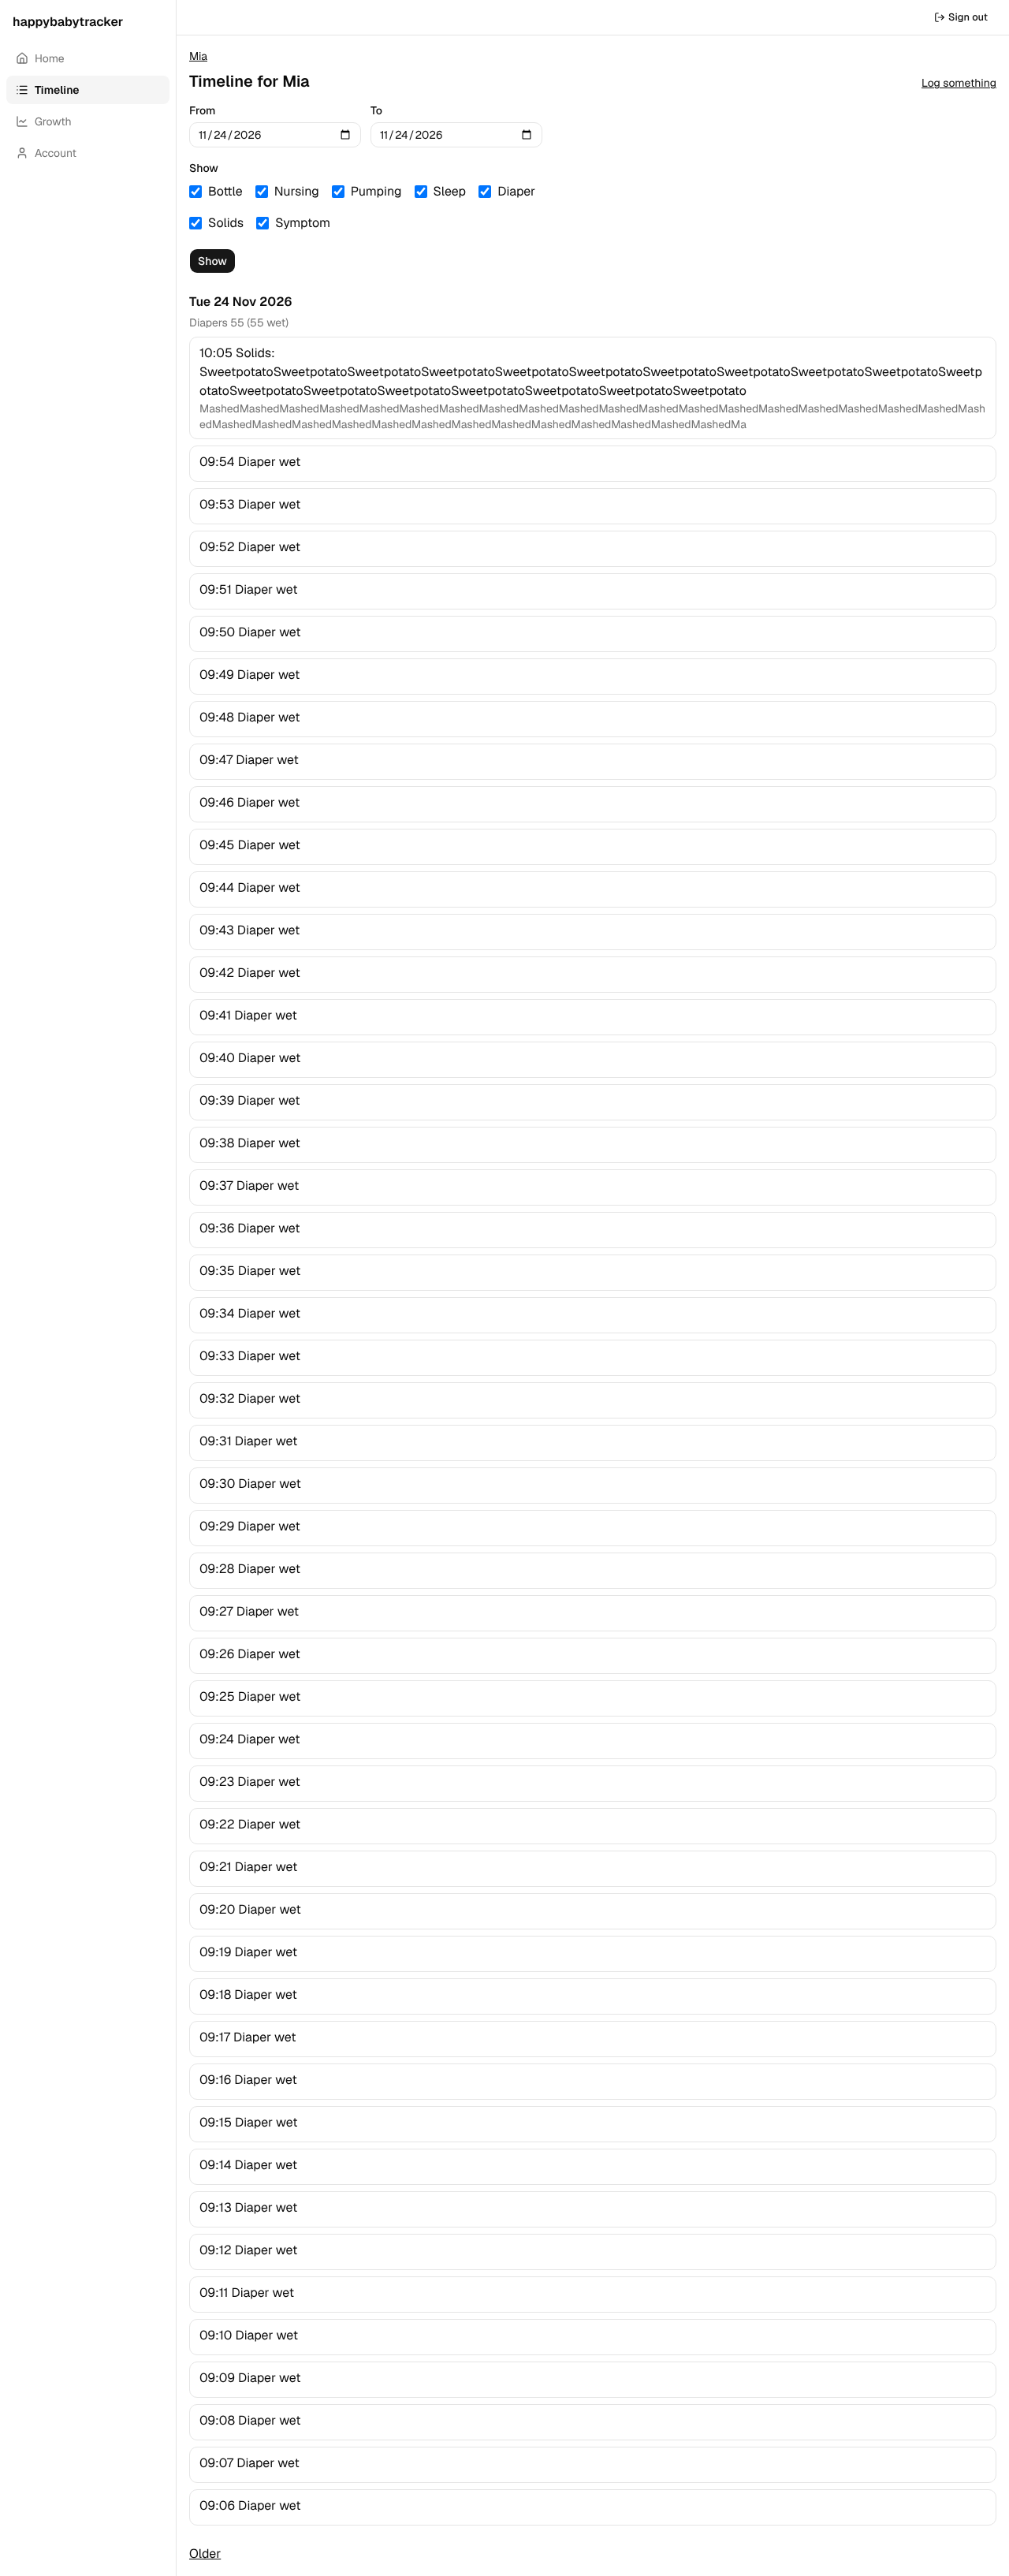 happybabytracker
Sign out
Home
Timeline
Growth
Account
Mia
Timeline for Mia
Log something
From
To
11/24/2026
11/24/2026
Show
Bottle
Nursing
Pumping
Sleep
Diaper
Solids
Symptom
Show
Tue 24 Nov 2026
Diapers 55 (55 wet)
10:05 Solids:
SweetpotatoSweetpotatoSweetpotatoSweetpotatoSweetpotatoSweetpotatoSweetpotatoSweetpotatoSweetpotatoSweetpotatoSweetp
otatoSweetpotatoSweetpotatoSweetpotatoSweetpotatoSweetpotatoSweetpotatoSweetpotato
MashedMashedMashedMashedMashedMashedMashedMashedMashedMashedMashedMashedMashedMashedMashedMashedMashedMashedMashedMash
edMashedMashedMashedMashedMashedMashedMashedMashedMashedMashedMashedMashedMashedMa
09:54 Diaper wet
09:53 Diaper wet
09:52 Diaper wet
09:51 Diaper wet
09:50 Diaper wet
09:49 Diaper wet
09:48 Diaper wet
09:47 Diaper wet
09:46 Diaper wet
09:45 Diaper wet
09:44 Diaper wet
09:43 Diaper wet
09:42 Diaper wet
09:41 Diaper wet
09:40 Diaper wet
09:39 Diaper wet
09:38 Diaper wet
09:37 Diaper wet
09:36 Diaper wet
09:35 Diaper wet
09:34 Diaper wet
09:33 Diaper wet
09:32 Diaper wet
09:31 Diaper wet
09:30 Diaper wet
09:29 Diaper wet
09:28 Diaper wet
09:27 Diaper wet
09:26 Diaper wet
09:25 Diaper wet
09:24 Diaper wet
09:23 Diaper wet
09:22 Diaper wet
09:21 Diaper wet
09:20 Diaper wet
09:19 Diaper wet
09:18 Diaper wet
09:17 Diaper wet
09:16 Diaper wet
09:15 Diaper wet
09:14 Diaper wet
09:13 Diaper wet
09:12 Diaper wet
09:11 Diaper wet
09:10 Diaper wet
09:09 Diaper wet
09:08 Diaper wet
09:07 Diaper wet
09:06 Diaper wet
Older